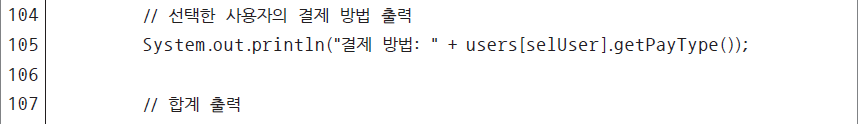 104 // 선택한 사용자의 결제 방법 출력
105 System.out.println("결제 방법: " + users[selUser].getPayType());
106
107 // 합계 출력